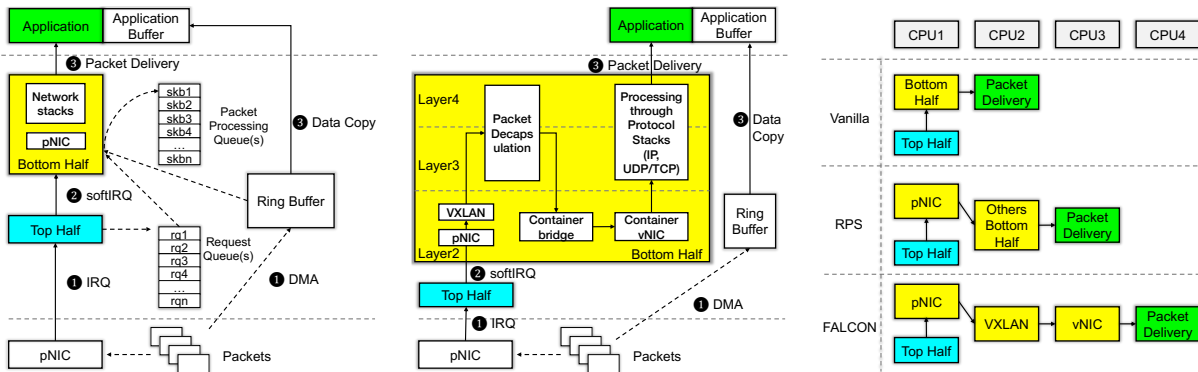 Application
Application
Buffer
❸ Packet Delivery
Network
stacks
pNIC
Bottom Half
skb1
skb2
skb3
skb4
...
skbn
Packet
Processing
Queue(s)
❸ Data Copy
❷ softIRQ
Ring Buffer
Top Half
rq1
rq2
rq3
rq4
...
rqn
Request
Queue(s)
❶ IRQ
❶ DMA
pNIC
Packets
Application
Application
Buffer
❸ Packet Delivery
Layer4
Layer3
Layer2
Packet
Decaps
ulation
Processing
through
Protocol
Stacks
(IP,
UDP/TCP)
❸ Data
Copy
VXLAN
pNIC
Container
bridge
Container
vNIC
Bottom Half
Ring
Buffer
❷ softIRQ
Top Half
❶ DMA
❶ IRQ
pNIC
Packets
CPU1
CPU2
CPU3
CPU4
Vanilla
Bottom
Half
Packet
Delivery
Top Half
RPS
pNIC
Others
Bottom
Half
Packet
Delivery
Top Half
FALCON
pNIC
VXLAN
vNIC
Packet
Delivery
Top Half